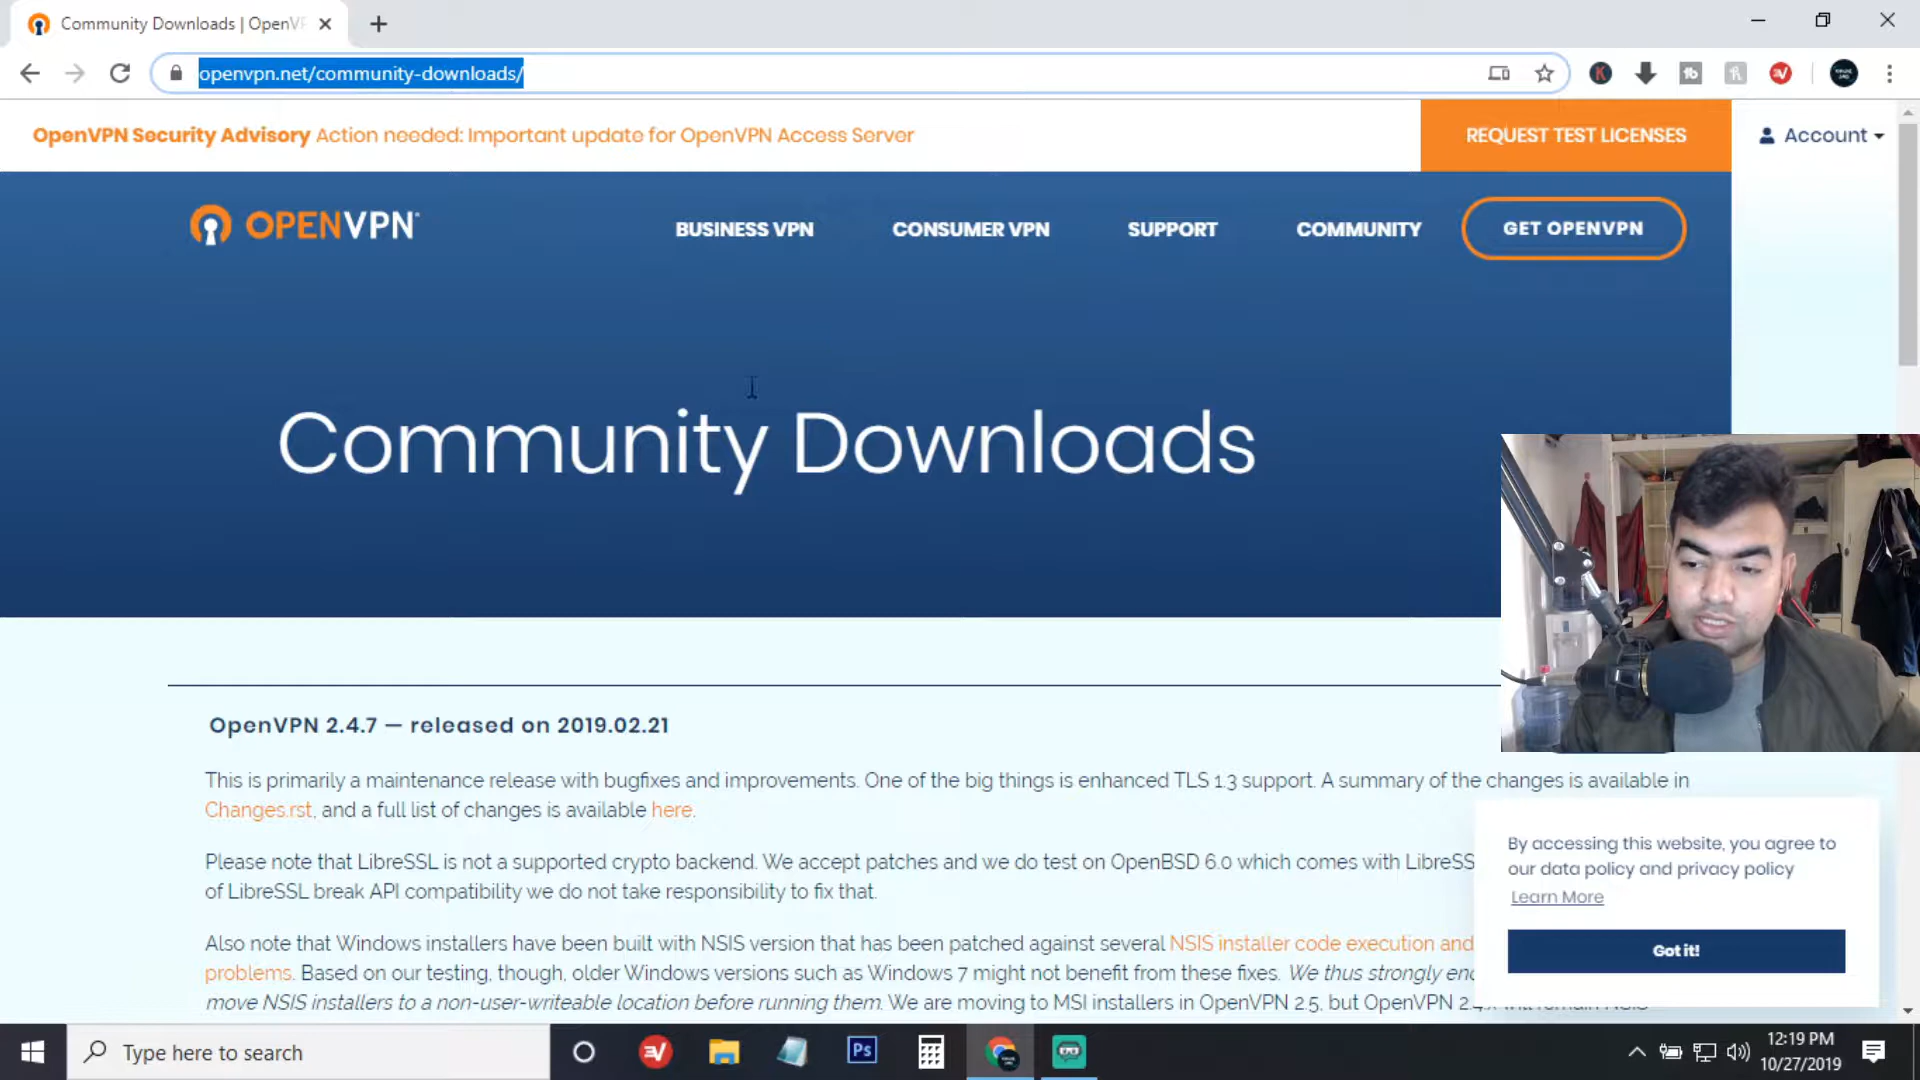 Community Downloads | OpenV
openvpn.net/community-downloads/
OpenVPN Security Advisory Action needed: Important update for OpenVPN Access Server
REQUEST TEST LICENSES
Account
OPENVPN
BUSINESS VPN
CONSUMER VPN
SUPPORT
COMMUNITY
GET OPENVPN
Community Downloads
OpenVPN 2.4.7 — released on 2019.02.21
This is primarily a maintenance release with bugfixes and improvements. One of the big things is enhanced TLS 1.3 support. A summary of the changes is available in
Changes.rst, and a full list of changes is available here.
Please note that LibreSSL is not a supported crypto backend. We accept patches and we do test on OpenBSD 6.0 which comes with LibreSS
of LibreSSL break API compatibility we do not take responsibility to fix that.
Also note that Windows installers have been built with NSIS version that has been patched against several NSIS installer code execution and
problems. Based on our testing, though, older Windows versions such as Windows 7 might not benefit from these fixes. We thus strongly enc
move NSIS installers to a non-user-writeable location before running them. We are moving to MSI installers in OpenVPN 2.5, but OpenVPN 2.4.x will remain NSIS
By accessing this website, you agree to
our data policy and privacy policy
Learn More
Got it!
Type here to search
Ps
12:19 PM
10/27/2019